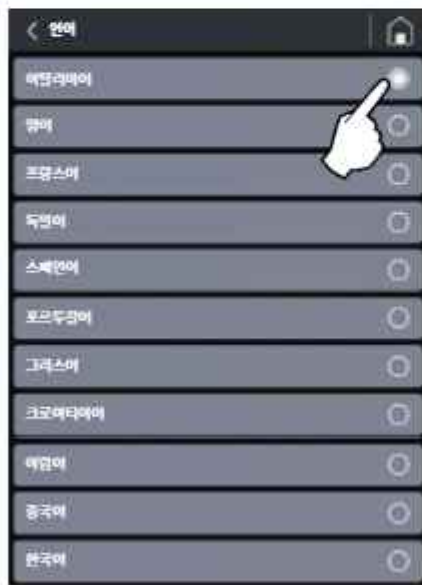 언어
이탈리아어
영어
프랑스어
독일어
스페인어
포르투갈어
그리스어
크로아티아어
아랍어
중국어
한국어